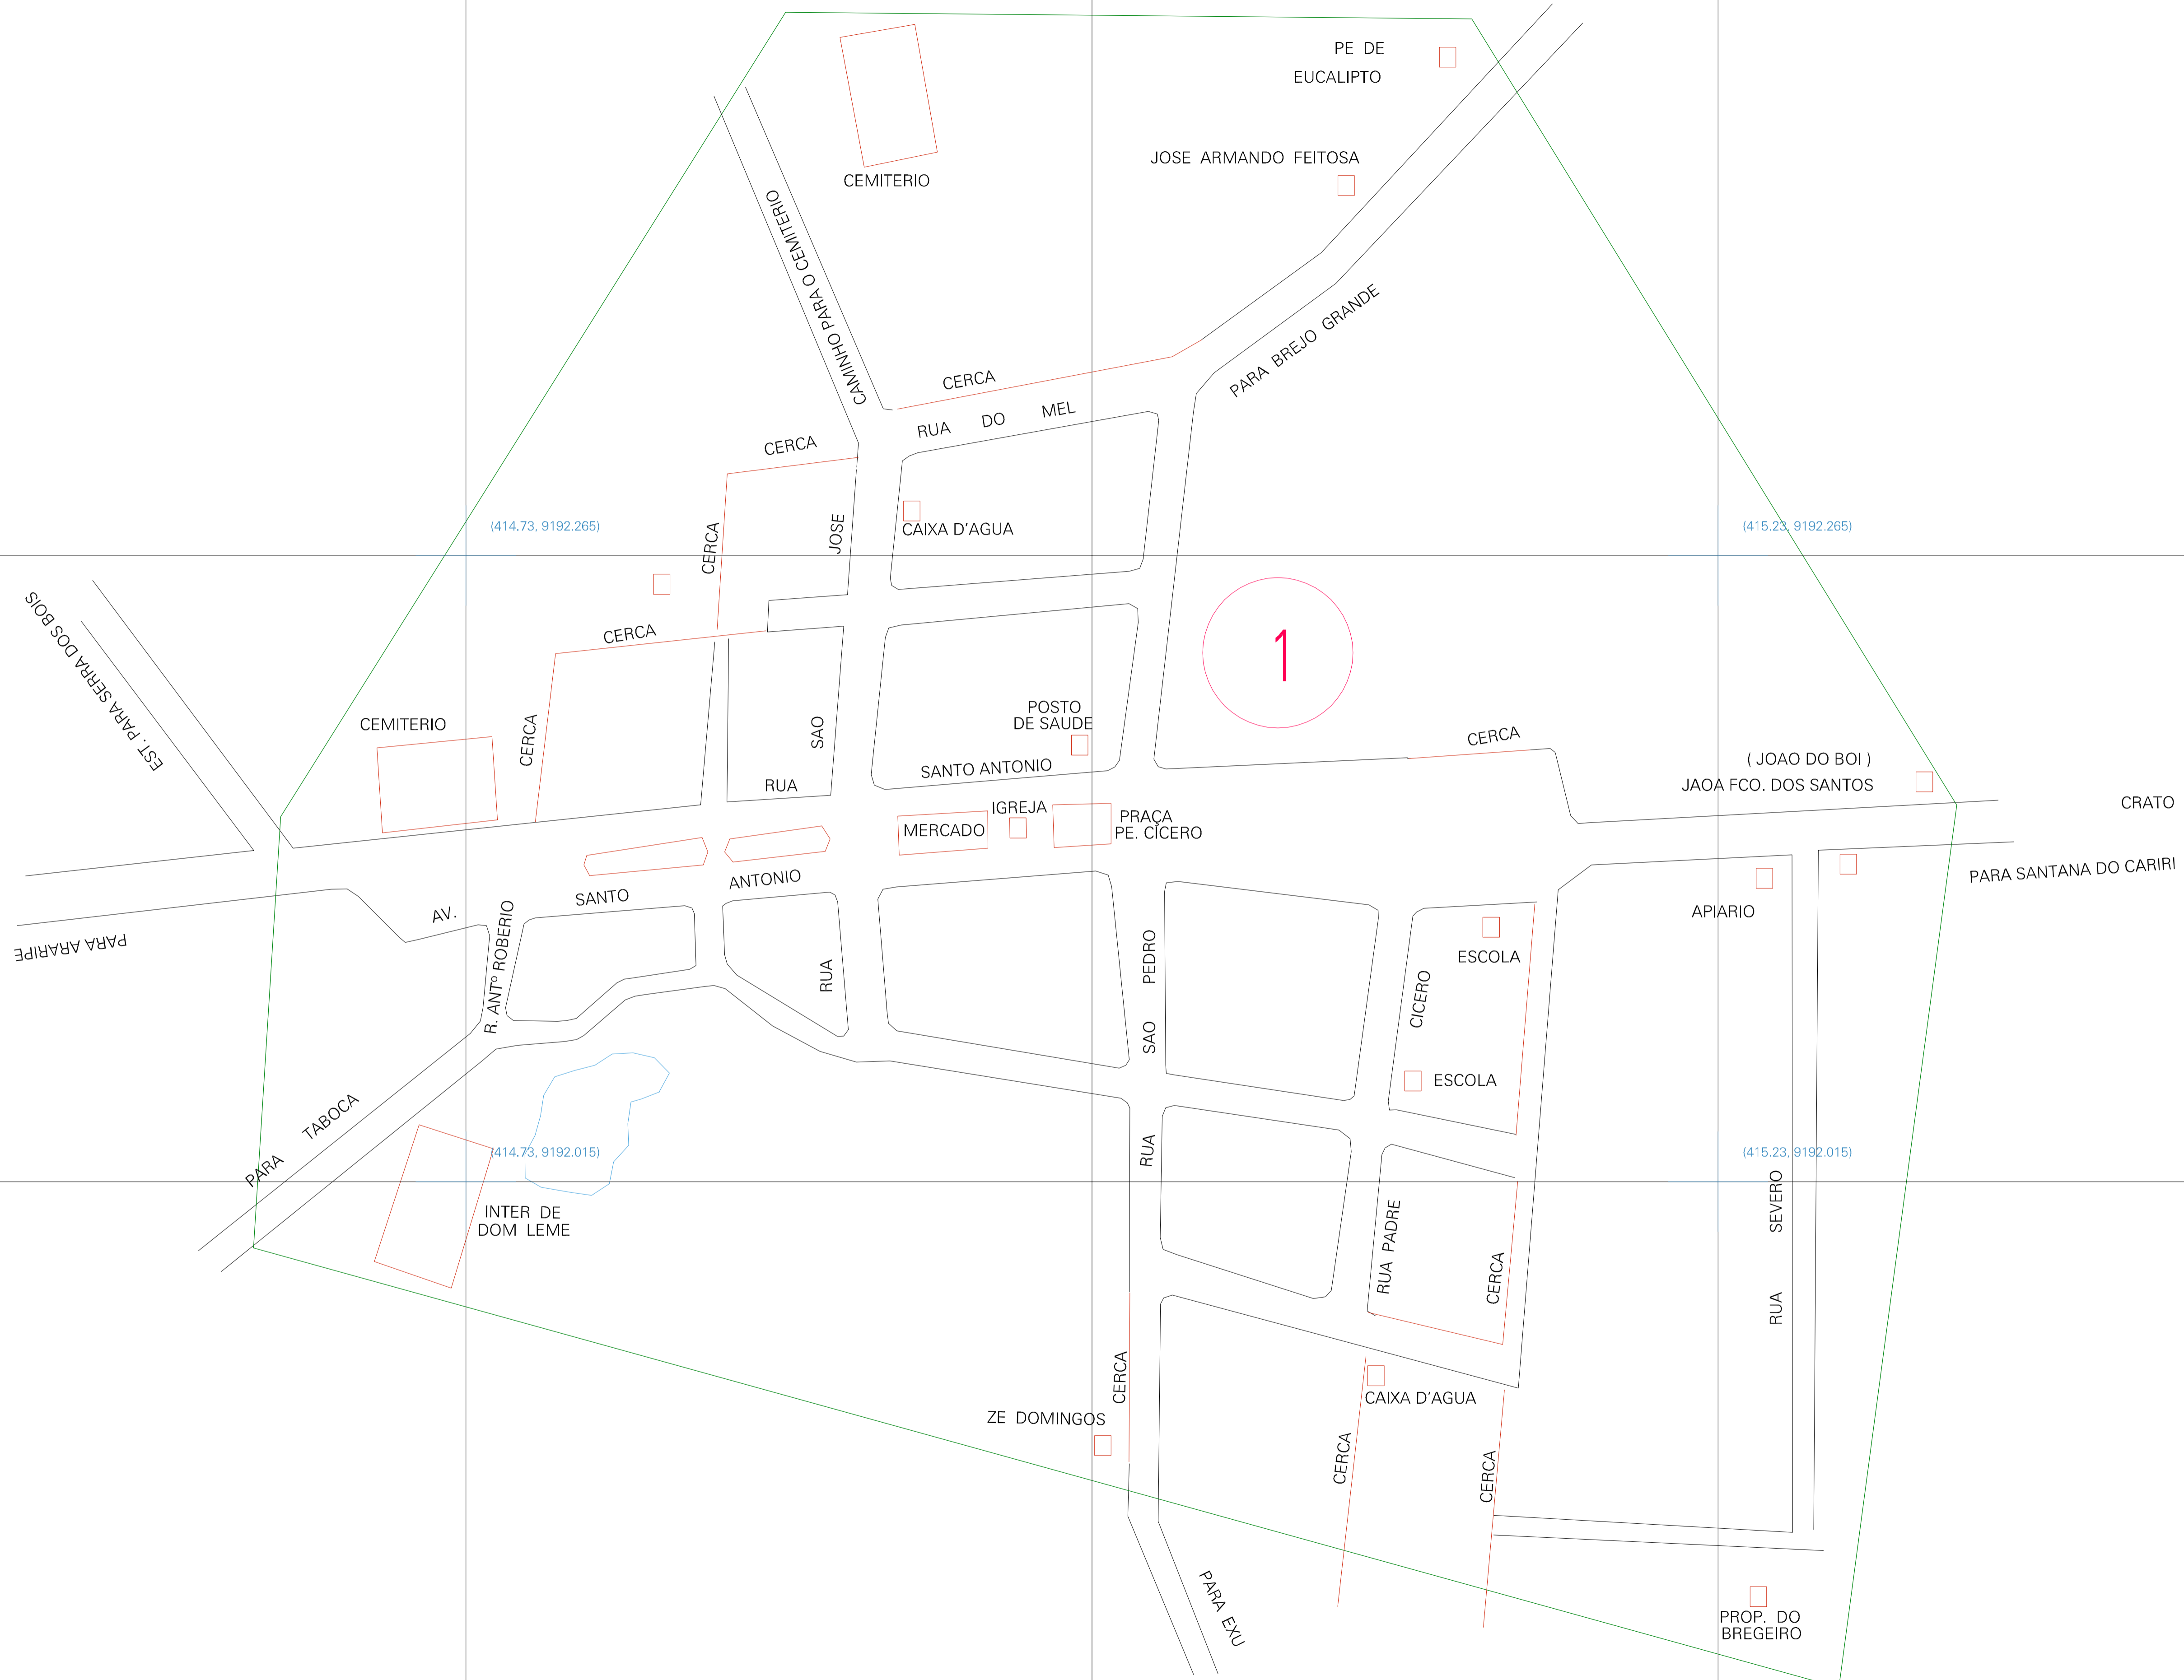 PE DE
EUCALIPTO
JOSE ARMANDO FEITOSA
CEMITERIO
CAMINHO PARA O CEMITERIO
PARA BREJO GRANDE
CERCA
RUA DO MEL
CERCA
CAIXA D'AGUA
JOSE
CERCA
(414.73, 9192.265)
(415.23, 9192.265)
EST. PARA SERRA DOS BOIS
CERCA
1
CEMITERIO
CERCA
SAO
POSTO
DE SAUDE
CERCA
SANTO ANTONIO
RUA
( JOAO DO BOI )
JAOA FCO. DOS SANTOS
CRATO
IGREJA
MERCADO
PRAÇA
PE. CÍCERO
PARA SANTANA DO CARIRI
ANTONIO
SANTO
AV.
R. ANTº ROBERIO
PARA ARARIPE
APIARIO
RUA
PEDRO
SAO
CICERO
ESCOLA
ESCOLA
TABOCA
PARA
(414.73, 9192.015)
(415.23, 9192.015)
RUA
INTER DE
DOM LEME
RUA PADRE
CERCA
SEVERO
RUA
CERCA
ZE DOMINGOS
CAIXA D'AGUA
CERCA
CERCA
PARA EXU
PROP. DO
BREGEIRO